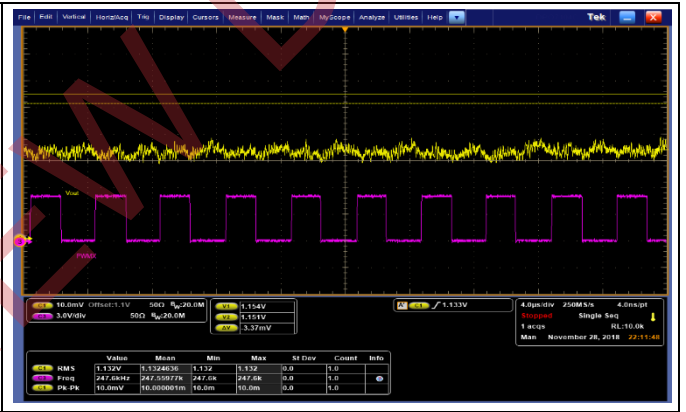 File Edit Vertical Horiz/Acq Trig Display Cursors Measure Mask Math MyScope Analyze Utilities Help Tek
Vout
PWMX
C1 10.0mV Offset:1.1V 50Ω BW:20.0M
3.0V/div 50Ω BW:20.0M
V1 1.154V
V2 1.151V
ΔV -3.37mV
A' C1 1.133V
4.0µs/div 250MS/s 4.0ns/pt
Stopped Single Seq
1 acqs RL:10.0k
Man November 28, 2018 22:11:48
Value Mean Min Max St Dev Count Info
C1 RMS 1.132V 1.1324636 1.132 1.132 0.0 1.0
Freq 247.6kHz 247.55977k 247.6k 247.6k 0.0 1.0
C1 Pk-Pk 10.0mV 10.000001m 10.0m 10.0m 0.0 1.0